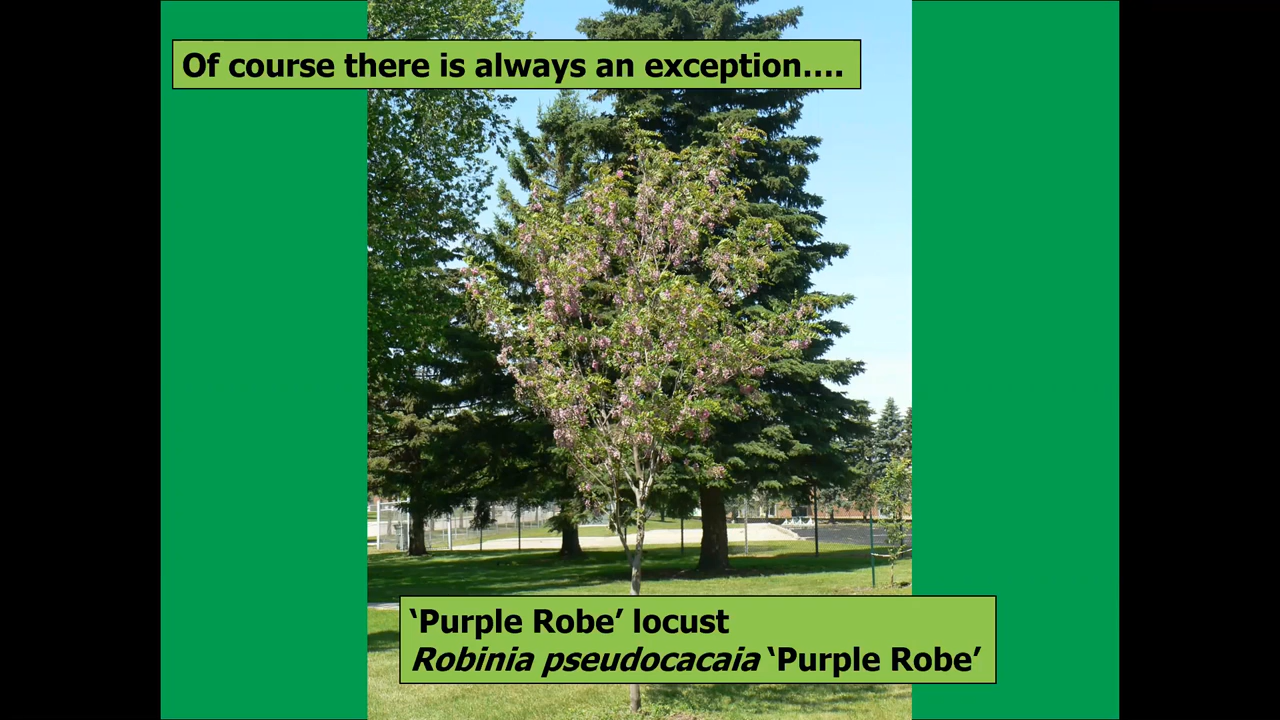 Of course there is always an exception....
‘Purple Robe’ locust
Robinia pseudocacaia ‘Purple Robe’